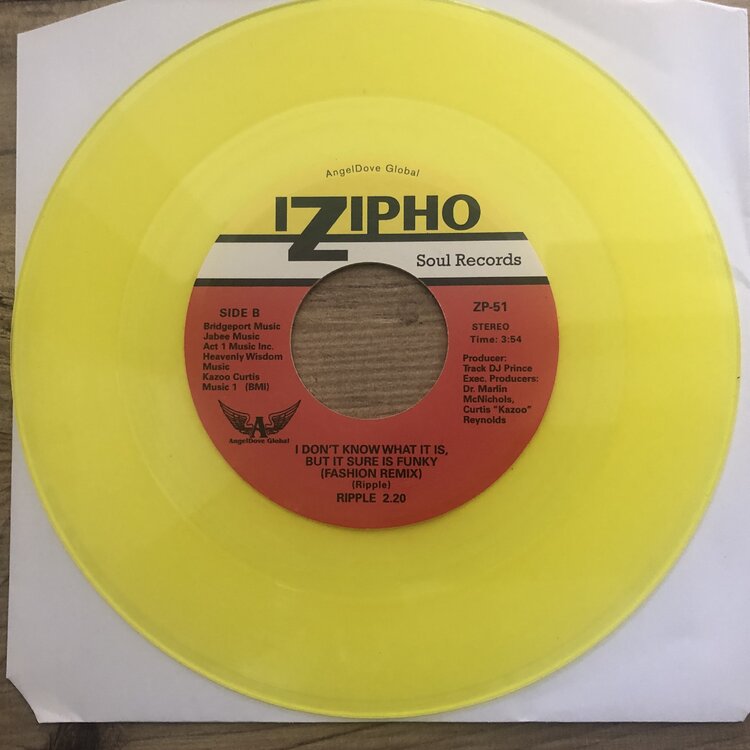 AngelDove Global
IZIPHO
Soul Records
SIDE B
Bridgeport Music
Jabee Music
Act 1 Music Inc.
Heavenly Wisdom
Music
Kazoo Curtis
Music 1 (BMI)
A
AngelDove Global
ZP-51
STEREO
Time: 3:54
Producer:
Track DJ Prince
Exec. Producers:
Dr. Marlin
McNichols,
Curtis "Kazoo"
Reynolds
I DON'T KNOW WHAT IT IS,
BUT IT SURE IS FUNKY
(FASHION REMIX)
(Ripple)
RIPPLE 2.20